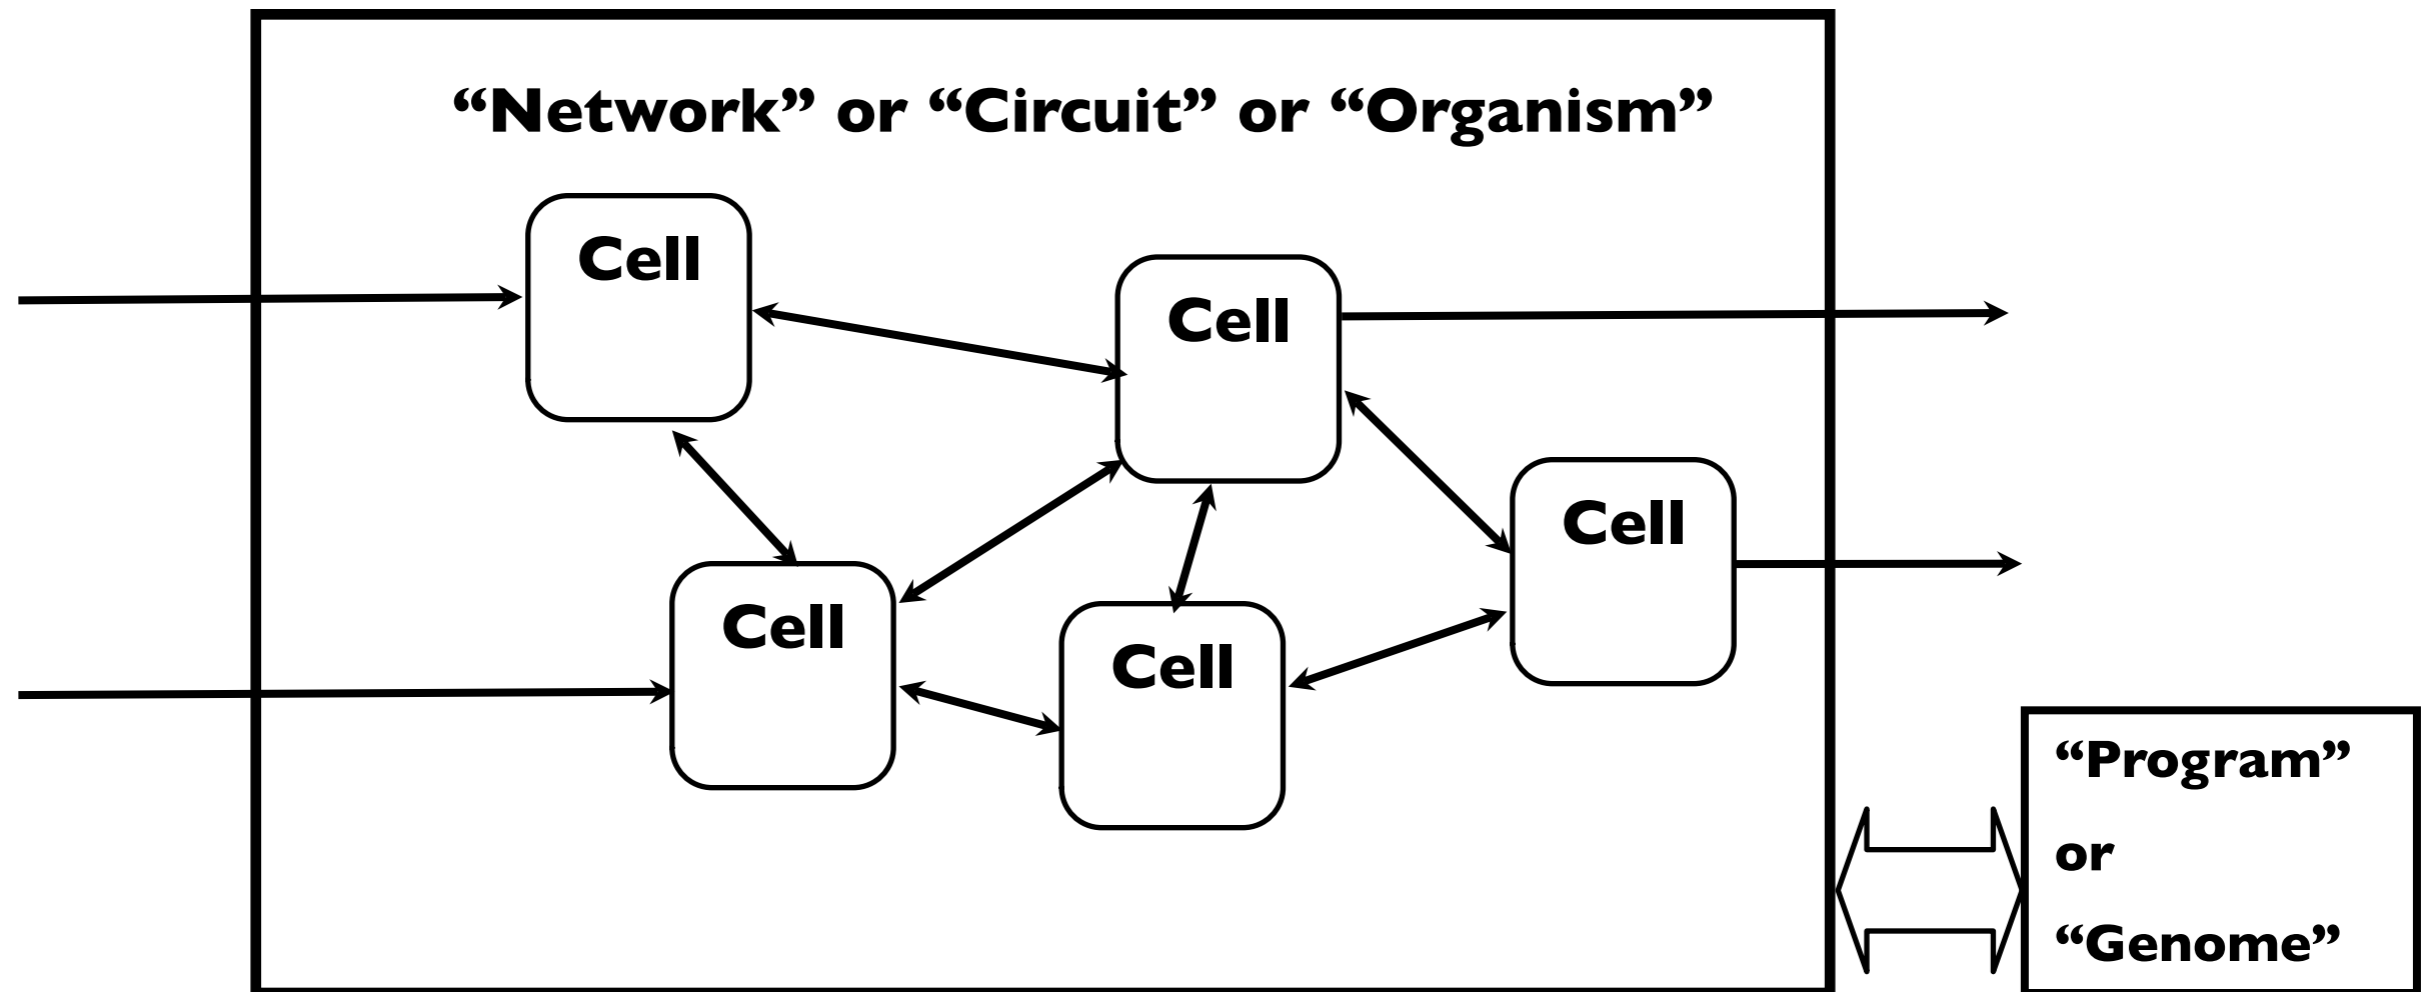 “Network” or “Circuit” or “Organism”
Cell
Cell
Cell
Cell
Cell
“Program”
or
“Genome”